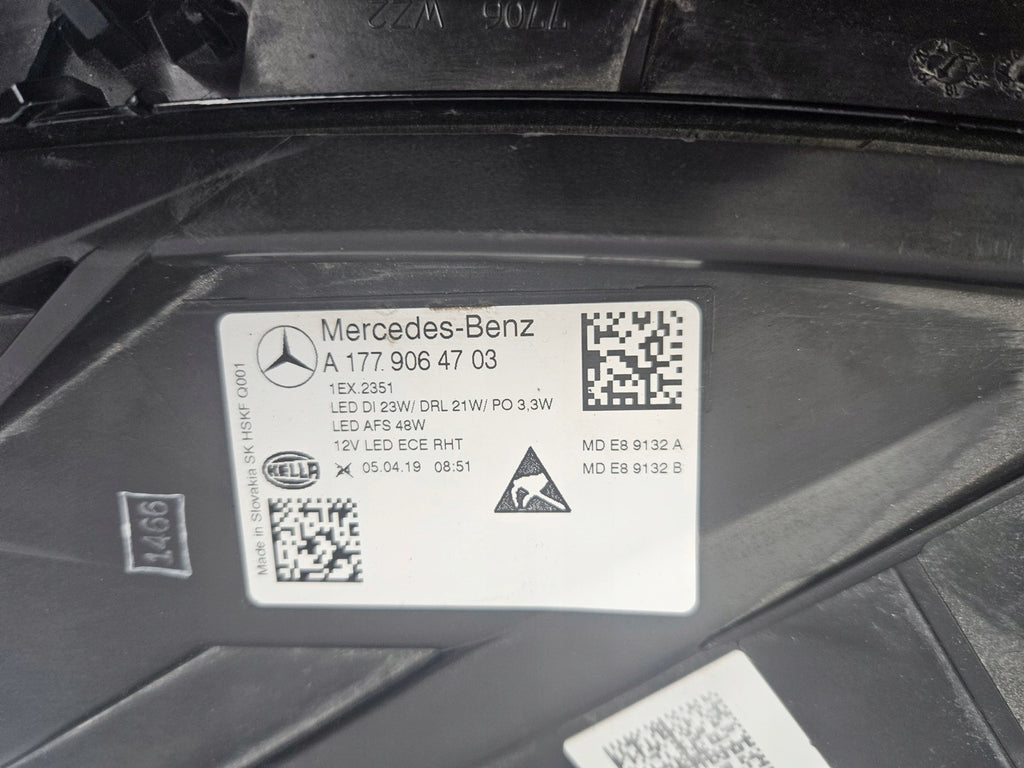 7706 WZ2
18
Mercedes-Benz
A 177 906 47 03
1EX.2351
LED DI 23W/ DRL 21W/ PO 3,3W
LED AFS 48W
12V LED ECE RHT
05.04.19 08:51
MD E8 9132 A
MD E8 9132 B
HELLA
Made in Slovakia SK HSKF Q001
1466